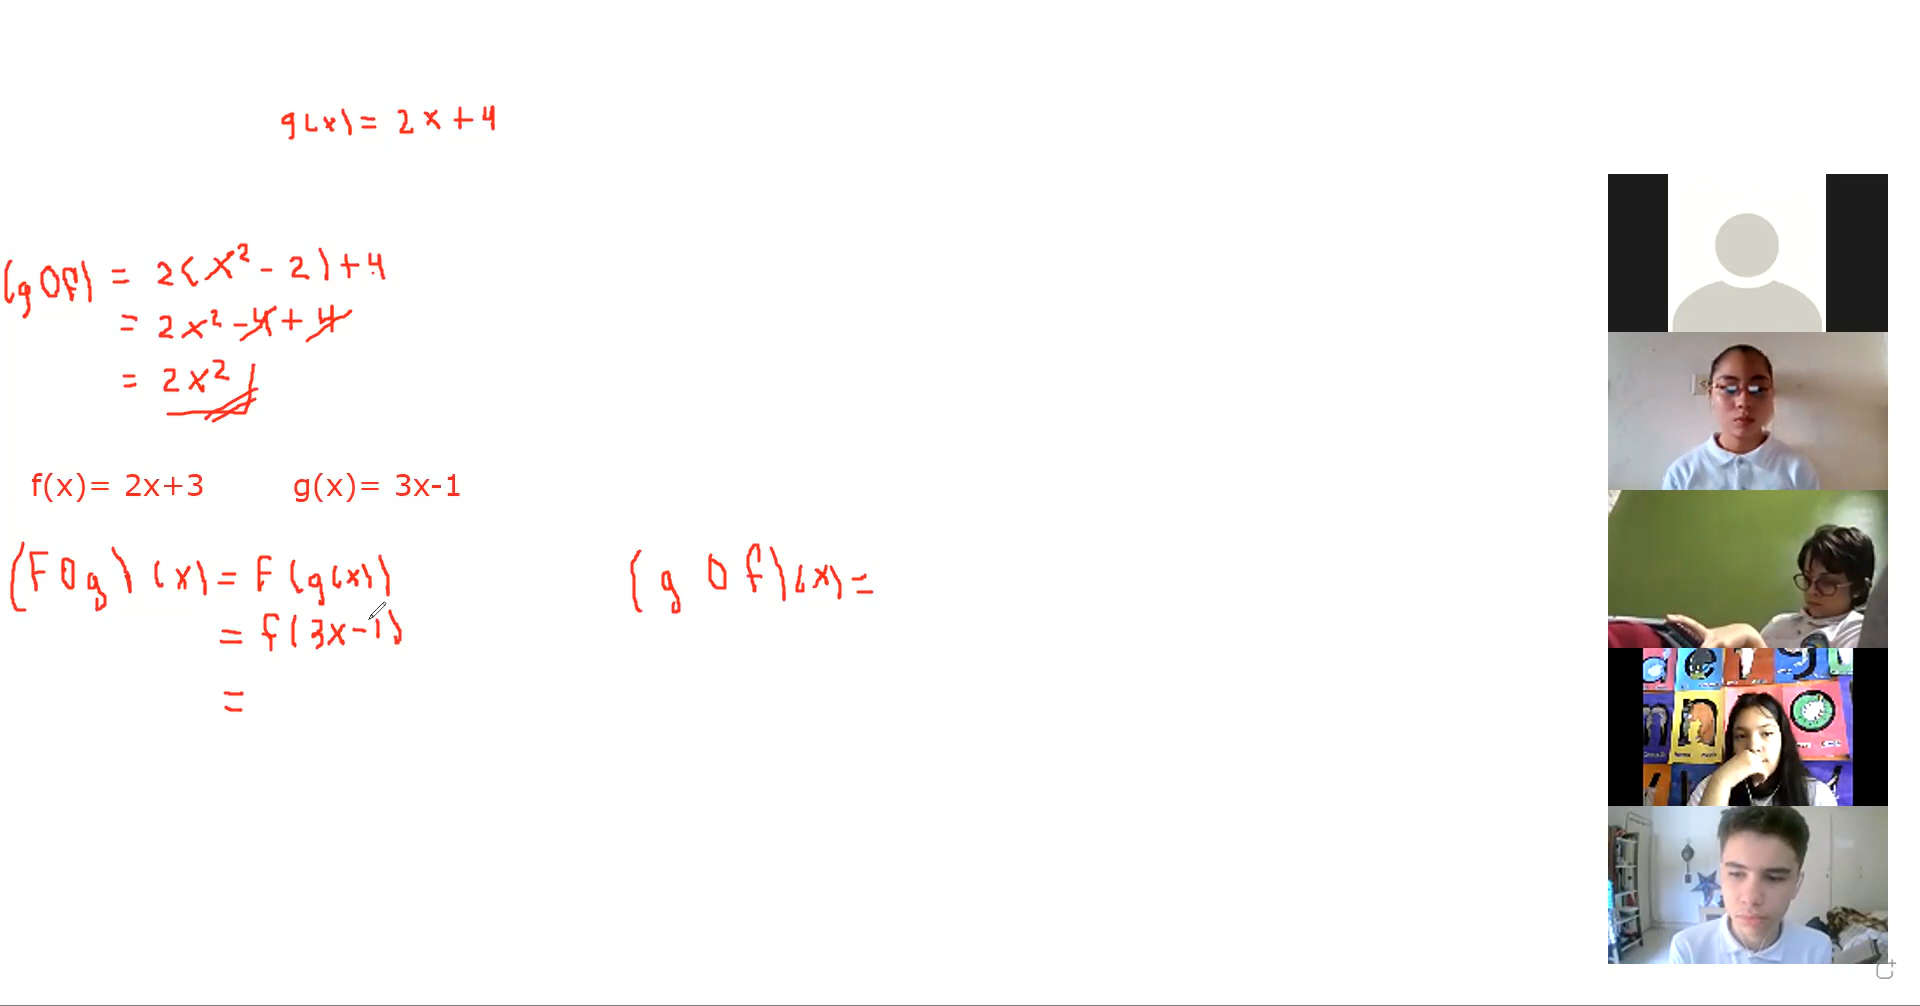 g(x) = 2x + 4
(g O f) = 2(x² - 2) + 4
= 2x² - 4 + 4
= 2x²
f(x)= 2x+3 g(x)= 3x-1
(F O g) (x) = F (g(x)) (g O f) (x) =
= f(3x-1)
=